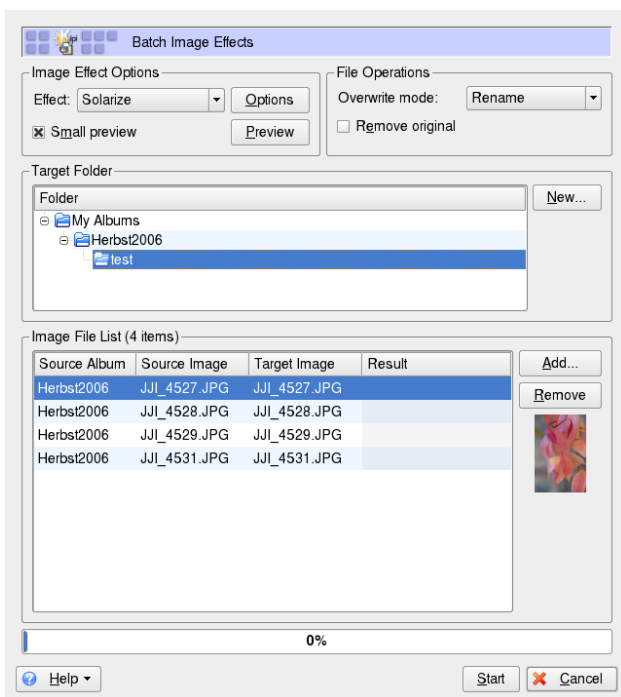 Batch Image Effects
Image Effect Options
File Operations
Effect: Solarize Options
Overwrite mode: Rename
Small preview Preview
Remove original
Target Folder
Folder
New...
My Albums
Herbst2006
test
Image File List (4 items)
Source Album Source Image Target Image Result
Add...
Herbst2006 JJI_4527.JPG JJI_4527.JPG
Remove
Herbst2006 JJI_4528.JPG JJI_4528.JPG
Herbst2006 JJI_4529.JPG JJI_4529.JPG
Herbst2006 JJI_4531.JPG JJI_4531.JPG
0%
Help Start Cancel